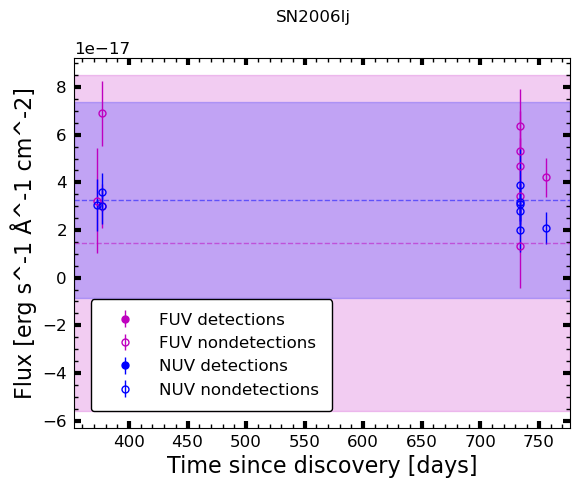 SN2006lj
1e−17
Flux [erg s^-1 Å^-1 cm^-2]
8
6
4
2
0
−2
−4
−6
FUV detections
FUV nondetections
NUV detections
NUV nondetections
400 450 500 550 600 650 700 750
Time since discovery [days]